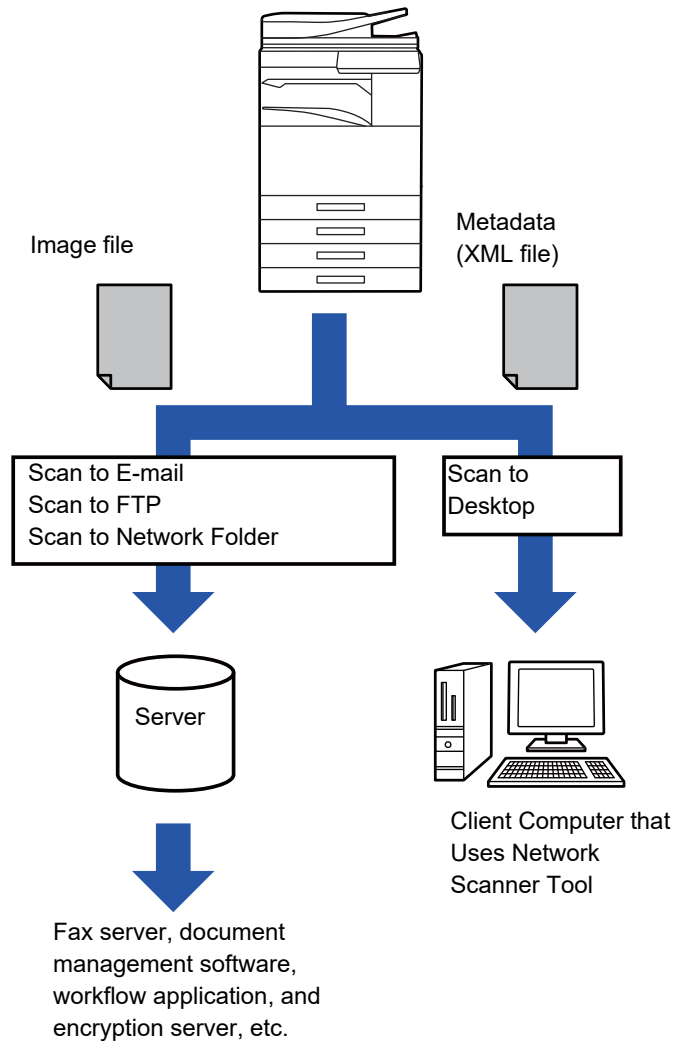 Image file
Metadata
(XML file)
Scan to E-mail
Scan to FTP
Scan to Network Folder
Scan to
Desktop
Server
Client Computer that
Uses Network
Scanner Tool
Fax server, document
management software,
workflow application, and
encryption server, etc.